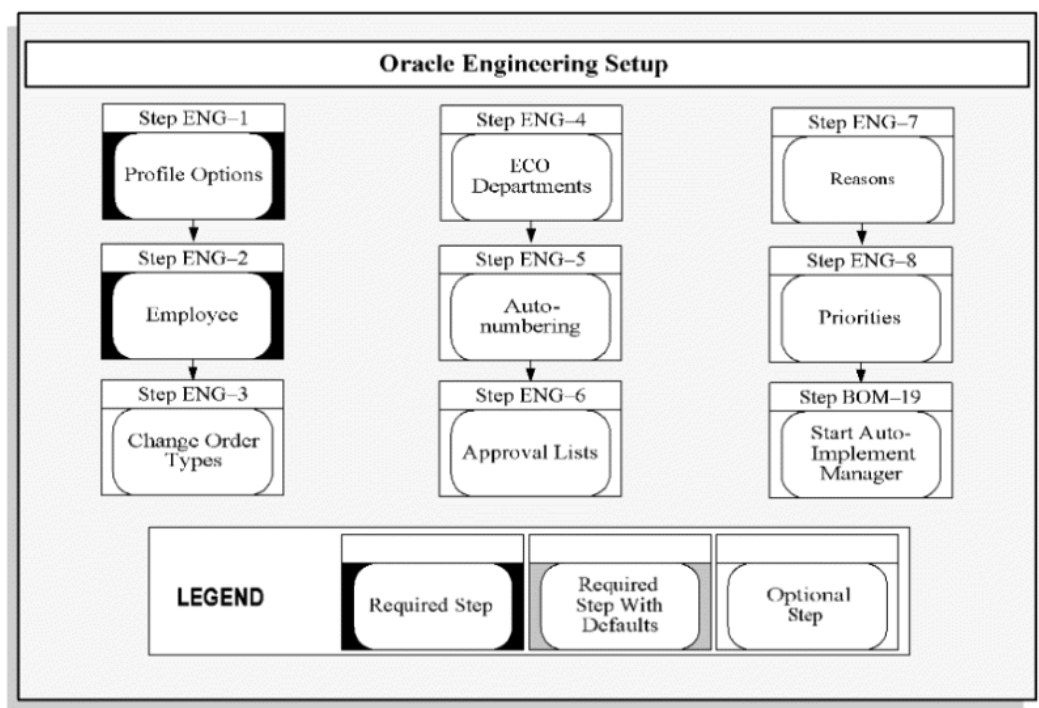 Oracle Engineering Setup
Step ENG–1
Profile Options
Step ENG–2
Employee
Step ENG–3
Change Order
Types
Step ENG–4
ECO
Departments
Step ENG–5
Auto-
numbering
Step ENG–6
Approval Lists
Step ENG–7
Reasons
Step ENG–8
Priorities
Step BOM–19
Start Auto-
Implement
Manager
LEGEND
Required Step
Required
Step With
Defaults
Optional
Step